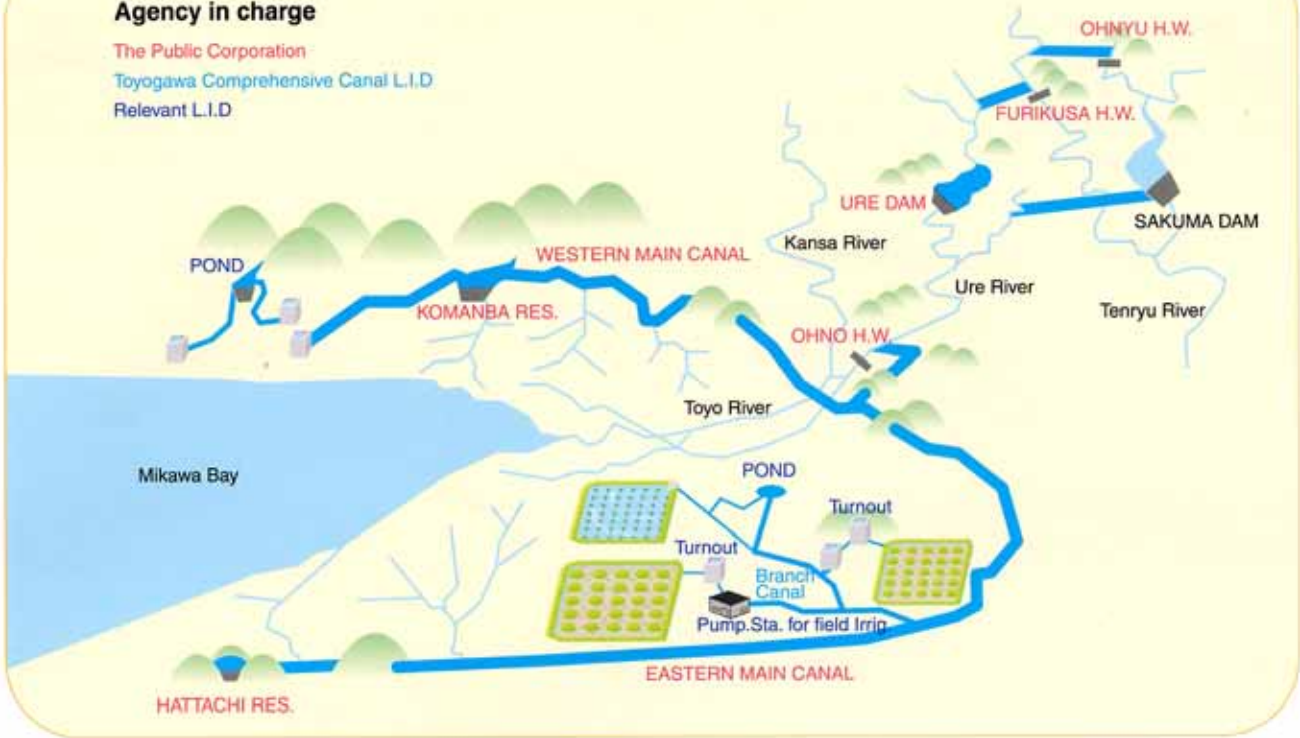 Agency in charge
The Public Corporation
Toyogawa Comprehensive Canal L.I.D
Relevant L.I.D
OHNYU H.W.
FURIKUSA H.W.
URE DAM
SAKUMA DAM
Kansa River
WESTERN MAIN CANAL
POND
Ure River
Tenryu River
KOMANBA RES.
OHNO H.W.
Toyo River
Mikawa Bay
POND
Turnout
Turnout
Branch
Canal
Pump.Sta. for field Irrig.
EASTERN MAIN CANAL
HATTACHI RES.